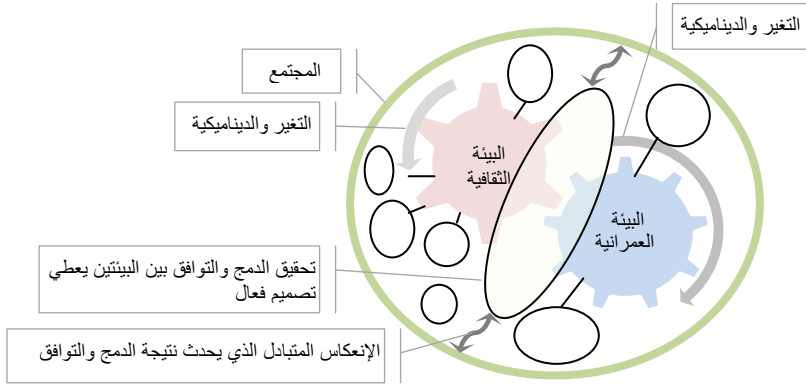 التغير والديناميكية
المجتمع
التغير والديناميكية
البيئة
الثقافية
البيئة
العمرانية
تحقيق الدمج والتوافق بين البيئتين يعطي
تصميم فعال
الإنعكاس المتبادل الذي يحدث نتيجة الدمج والتوافق